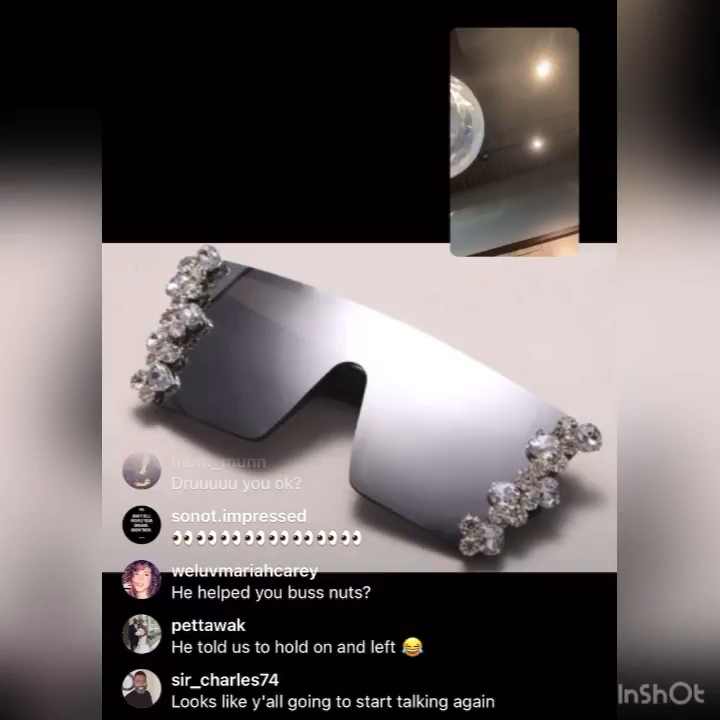 munn
Druuuuu you ok?
sonot.impressed
👀👀👀👀👀👀👀👀
weluvmariahcarey
He helped you buss nuts?
pettawak
He told us to hold on and left 😂
sir_charles74
Looks like y'all going to start talking again
InShOt